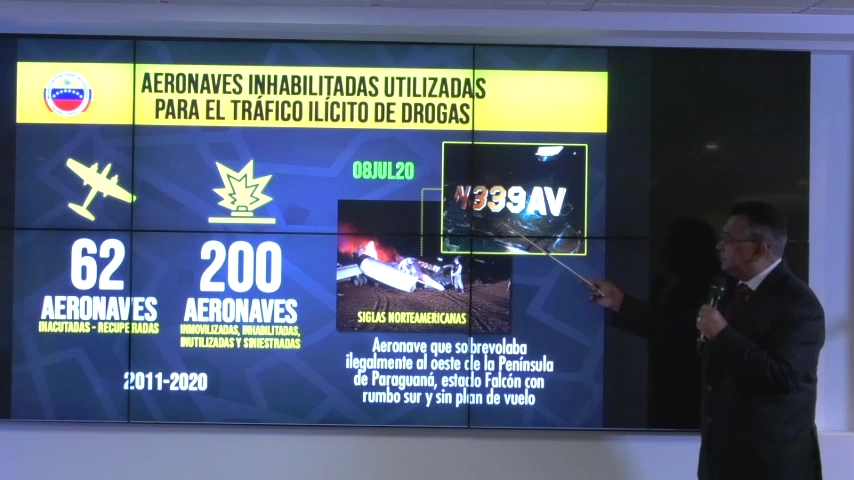 AERONAVES INHABILITADAS UTILIZADAS
PARA EL TRÁFICO ILÍCITO DE DROGAS
62
AERONAVES
INACUTADAS - RECUPERADAS
2011-2020
200
AERONAVES
INMOVILIZADAS, INHABILITADAS,
INUTILIZADAS Y SINIESTRADAS
08JUL20
N339AV
SIGLAS NORTEAMERICANAS
Aeronave que sobrevolaba
ilegalmente al oeste de la Península
de Paraguaná, estado Falcón con
rumbo sur y sin plan de vuelo